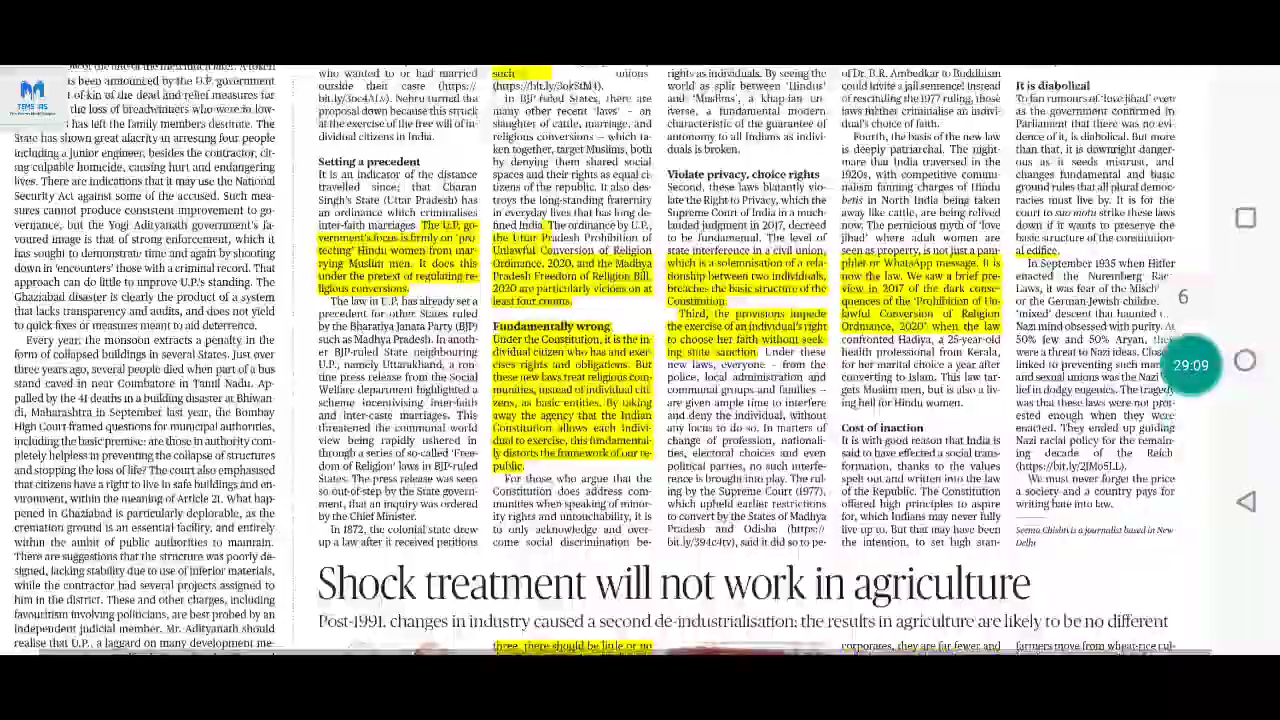 has been announced by the U.P. government
t of kin of the dead and relief measures for
the loss of breadwinners who were in low-
has left the family members destitute. The
State has shown great alacrity in arresting four people
including a junior engineer, besides the contractor, cit-
ing culpable homicide, causing hurt and endangering
lives. There are indications that it may use the National
Security Act against some of the accused. Such mea-
sures cannot produce consistent improvement to go-
vernance, but the Yogi Adityanath government's fa-
voured image is that of strong enforcement, which it
has sought to demonstrate time and again by shooting
down in 'encounters' those with a criminal record. That
approach can do little to improve U.P.'s standing. The
Ghaziabad disaster is clearly the product of a system
that lacks transparency and audits, and does not yield
to quick fixes or measures meant to aid deterrence.
Every year, the monsoon extracts a penalty in the
form of collapsed buildings in several States. Just over
three years ago, several people died when part of a bus
stand caved in near Coimbatore in Tamil Nadu. Ap-
palled by the 41 deaths in a building disaster at Bhiwan-
di, Maharashtra in September last year, the Bombay
High Court framed questions for municipal authorities,
including the basic premise: are those in authority com-
pletely helpless in preventing the collapse of structures
and stopping the loss of life? The court also emphasised
that citizens have a right to live in safe buildings and en-
vironment, within the meaning of Article 21. What hap-
pened in Ghaziabad is particularly deplorable, as the
cremation ground is an essential facility, and entirely
within the ambit of public authorities to maintain.
There are suggestions that the structure was poorly de-
signed, lacking stability due to use of inferior materials,
while the contractor had several projects assigned to
him in the district. These and other charges, including
favouritism involving politicians, are best probed by an
independent judicial member. Mr. Adityanath should
realise that U.P., a laggard on many development me-
who wanted to or had married
outside their caste (https://
Nehru turned the
proposal down because this struck
at the exercise of the free will of in-
dividual citizens in India.
Setting a precedent
It is an indicator of the distance
travelled since; that Charan
Singh's State (Uttar Pradesh) has
an ordinance which criminalises
inter-faith marriages. The U.P. go-
vernment's focus is firmly on 'pro-
tecting' Hindu women from mar-
rying Muslim men. It does this
under the pretext of regulating re-
ligious conversions.
The law in U.P. has already set a
precedent for other States ruled
by the Bharatiya Janata Party (BJP)
such as Madhya Pradesh. In anoth-
er BJP-ruled State neighbouring
U.P., namely Uttarakhand, a rou-
tine press release from the Social
Welfare department highlighted a
scheme incentivising inter-faith
and inter-caste marriages. This
threatened the communal world
view being rapidly ushered in
through a series of so-called 'Free-
dom of Religion' laws in BJP-ruled
States. The press release was seen
so out-of-step by the State govern-
ment, that an inquiry was ordered
by the Chief Minister.
In 1872, the colonial state drew
up a law after it received petitions
such unions
In BJP ruled States, there are
many other recent 'laws' – on
slaughter of cattle, marriage, and
religious conversions – which ta-
ken together, target Muslims, both
by denying them shared social
spaces and their rights as equal ci-
tizens of the republic. It also des-
troys the long-standing fraternity
in everyday lives that has long de-
fined India. The ordinance by U.P.,
the Uttar Pradesh Prohibition of
Unlawful Conversion of Religion
Ordinance, 2020, and the Madhya
Pradesh Freedom of Religion Bill,
2020 are particularly vicious on at
least four counts.
Fundamentally wrong
Under the Constitution, it is the in-
dividual citizen who has and exer-
cises rights and obligations. But
these new laws treat religious com-
munities, instead of individual citi-
zens, as basic entities. By taking
away the agency that the Indian
Constitution allows each indivi-
dual to exercise, this fundamental-
ly distorts the framework of our re-
public.
For those who argue that the
Constitution does address com-
munities when speaking of minor-
ity rights and untouchability, it is
to only acknowledge and over-
come social discrimination be-
rights as individuals. By seeing the
world as split between 'Hindus'
and 'Muslims', a khap-ian un-
iverse, a fundamental modern
characteristic of the guarantee of
autonomy to all Indians as indivi-
duals is broken.
Violate privacy, choice rights
Second, these laws blatantly vio-
late the Right to Privacy, which the
Supreme Court of India in a much-
lauded judgment in 2017, decreed
to be fundamental. The level of
state interference in a civil union,
which is a solemnisation of a rela-
tionship between two individuals,
breaches the basic structure of the
Constitution.
Third, the provisions impede
the exercise of an individual's right
to choose her faith without seek-
ing state sanction. Under these
new laws, everyone – from the
police, local administration and
communal groups and families –
are given ample time to interfere
and deny the individual, without
any locus to do so. In matters of
change of profession, nationali-
ties, electoral choices and even
political parties, no such interfe-
rence is brought into play. The rul-
ing by the Supreme Court (1977),
which upheld earlier restrictions
to convert by the States of Madhya
Pradesh and Odisha (https://
said it did so to pe-
of Dr. B.R. Ambedkar to Buddhism
could invite a jail sentence! Instead
of rescinding the 1977 ruling, those
laws further criminalise an indivi-
dual's choice of faith.
Fourth, the basis of the new law
is deeply patriarchal. The night-
mare that India traversed in the
1920s, with competitive commu-
nalism fanning charges of Hindu
betis in North India being taken
away like cattle, are being relived
now. The pernicious myth of 'love
jihad' where adult women are
seen as property, is not just a pam-
phlet or WhatsApp message. It is
now the law. We saw a brief pre-
view in 2017 of the dark conse-
quences of the 'Prohibition of Un-
lawful Conversion of Religion
Ordinance, 2020' when the law
confronted Hadiya, a 25-year-old
health professional from Kerala,
for her marital choice a year after
converting to Islam. This law tar-
gets Muslim men, but is also a liv-
ing hell for Hindu women.
Cost of inaction
It is with good reason that India is
said to have effected a social trans-
formation, thanks to the values
spelt out and written into the law
of the Republic. The Constitution
offered high principles to aspire
for, which Indians may never fully
live up to. But that may have been
the intention, to set high stan-
It is diabolical
To fan rumours of 'love jihad' even
as the government confirmed in
Parliament that there was no evi-
dence of it, is diabolical. But more
than that, it is downright danger-
ous as it seeds mistrust, and
changes fundamental and basic
ground rules that all plural democ-
racies must live by. It is for the
court to suo motu strike these laws
down if it wants to preserve the
basic structure of the constitution-
al edifice.
In September 1935 when Hitler
enacted the Nuremburg Rac
Laws, it was fear of the Misch
or the German-Jewish childre
'mixed' descent that haunted
Nazi mind obsessed with purity. A
50% few and 50% Aryan, the
were a threat to Nazi ideas. Close
linked to preventing such mar
and sexual unions was the Nazi
lief in dodgy eugenics. The tragedy
was that these laws were not prot-
ested enough when they were
enacted. They ended up guiding
Nazi racial policy for the remain-
ing decade of the Reich
(https://bit.ly/2JMo5LL).
We must never forget the price
a society and a country pays for
writing hate into law.
Seema Chishti is a journalist based in New
Delhi
Shock treatment will not work in agriculture
Post-1991, changes in industry caused a second de-industrialisation; the results in agriculture are likely to be no different
three, there should be little or no
corporates, they are far fewer and
farmers move from wheat-rice cul-
6
29:09